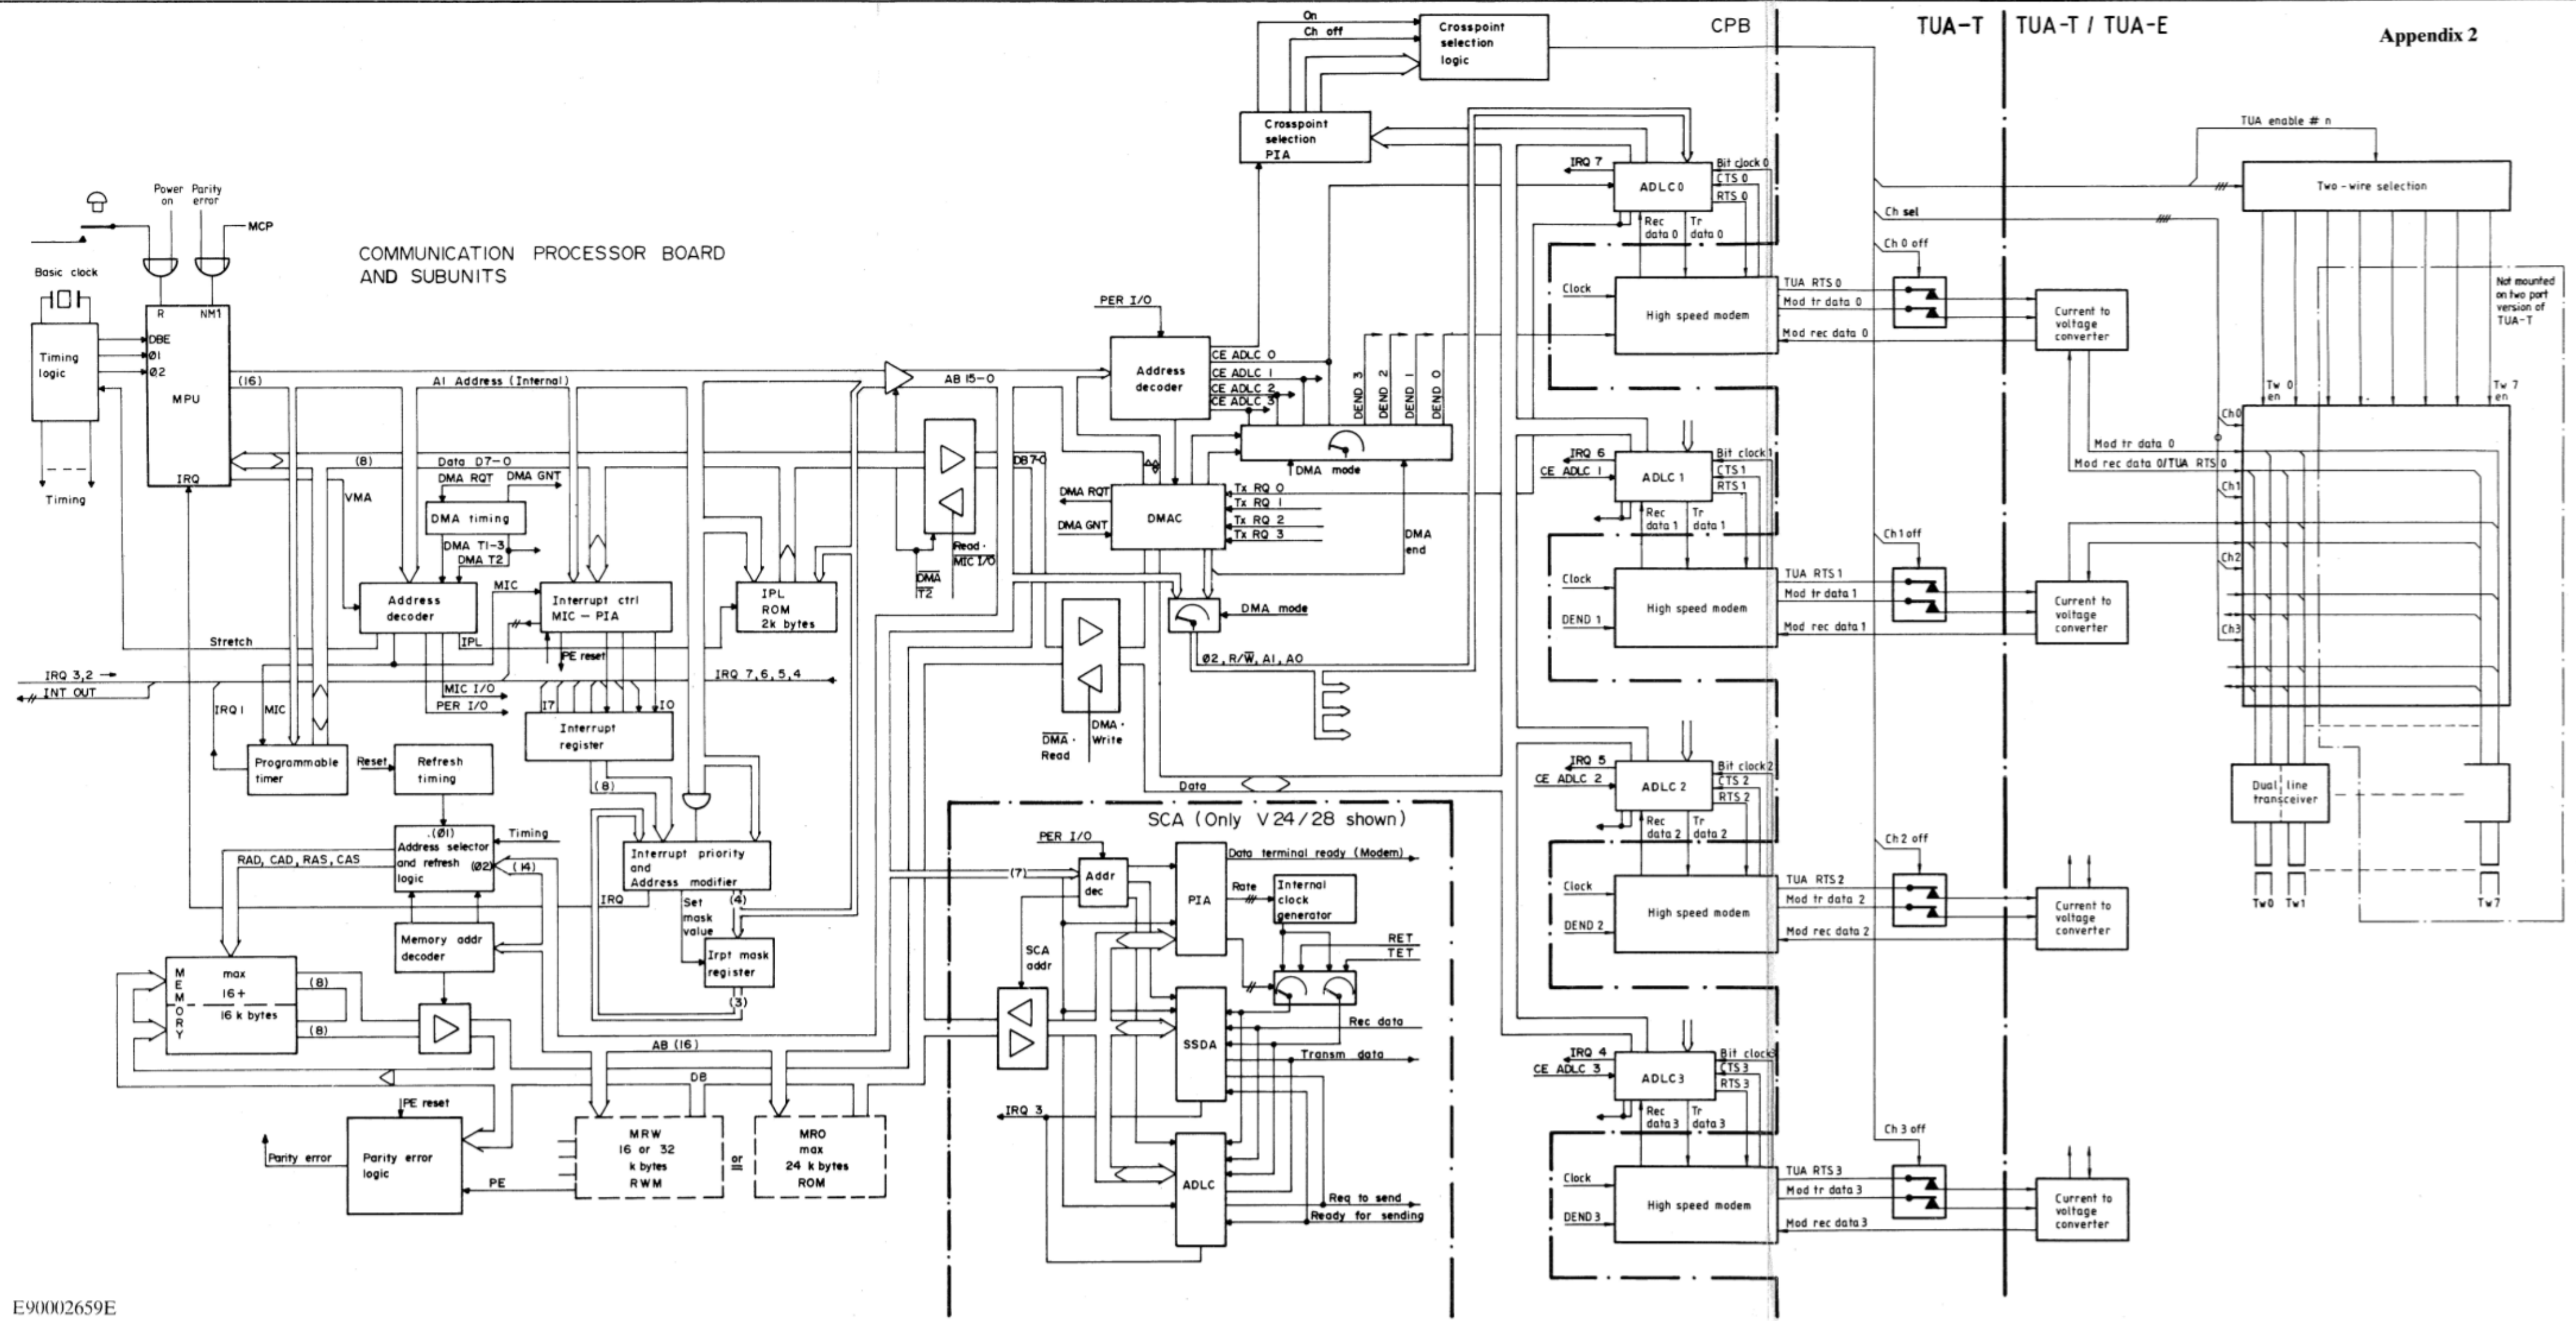 CPB
TUA-T
TUA-T / TUA-E
Appendix 2
On
Ch off
Crosspoint
selection
logic
Crosspoint
selection
PIA
COMMUNICATION PROCESSOR BOARD
AND SUBUNITS
Power
on
Parity
error
MCP
Basic clock
Timing
logic
Timing
R
NM1
DBE
Ø1
Ø2
MPU
IRQ
(16)
A1 Address (Internal)
(8)
Data D7-0
VMA
DMA RQT
DMA GNT
DMA timing
DMA T1-3
DMA T2
MIC
Address
decoder
Interrupt ctrl
MIC - PIA
IPL
ROM
2k bytes
Stretch
IPL
PE reset
IRQ 3,2
INT OUT
IRQ 7,6,5,4
IRQ 1
MIC
MIC I/O
PER I/O
I7
I0
Interrupt
register
Programmable
timer
Reset
Refresh
timing
(8)
(Ø1)
Address selector
and refresh
logic
(Ø2)
Timing
(14)
RAD, CAD, RAS, CAS
Interrupt priority
and
Address modifier
IRQ
Set
mask
value
(4)
Memory addr
decoder
Irpt mask
register
(3)
MEMORY
max
16+
16 k bytes
(8)
(8)
AB (16)
DB
PE reset
Parity error
Parity error
logic
PE
MRW
16 or 32
k bytes
RWM
or
MRO
max
24 k bytes
ROM
AB 15-0
DB7-0
DMA
T2
Read ·
MIC I/O
PER I/O
Address
decoder
CE ADLC 0
CE ADLC 1
CE ADLC 2
CE ADLC 3
DEND 3
DEND 2
DEND 1
DEND 0
DMA mode
DMA RQT
DMA GNT
DMAC
Tx RQ 0
Tx RQ 1
Tx RQ 2
Tx RQ 3
DMA
end
DMA mode
Ø2, R/W, A1, A0
DMA ·
Read
DMA ·
Write
Data
SCA (Only V24/28 shown)
PER I/O
(7)
Addr
dec
SCA
addr
PIA
Data terminal ready (Modem)
Rate
Internal
clock
generator
RET
TET
SSDA
Rec data
Transm data
IRQ 3
ADLC
Req to send
Ready for sending
IRQ 7
ADLC0
Bit clock 0
CTS 0
RTS 0
Rec
data 0
Tr
data 0
Clock
High speed modem
TUA RTS 0
Mod tr data 0
Mod rec data 0
IRQ 6
CE ADLC 1
ADLC 1
Bit clock 1
CTS 1
RTS 1
Rec
data 1
Tr
data 1
Clock
DEND 1
High speed modem
TUA RTS 1
Mod tr data 1
Mod rec data 1
IRQ 5
CE ADLC 2
ADLC 2
Bit clock 2
CTS 2
RTS 2
Rec
data 2
Tr
data 2
Clock
DEND 2
High speed modem
TUA RTS 2
Mod tr data 2
Mod rec data 2
IRQ 4
CE ADLC 3
ADLC3
Bit clock3
CTS 3
RTS 3
Rec
data3
Tr
data3
Clock
DEND3
High speed modem
TUA RTS 3
Mod tr data 3
Mod rec data3
Ch sel
Ch 0 off
Ch 1 off
Ch 2 off
Ch 3 off
TUA enable # n
Two-wire selection
Not mounted
on two port
version of
TUA-T
Current to
voltage
converter
Tw 0
en
Tw 7
en
Ch0
Mod tr data 0
Mod rec data 0/TUA RTS 0
Ch1
Ch2
Ch3
Current to
voltage
converter
Dual line
transceiver
Tw0
Tw1
Tw7
Current to
voltage
converter
Current to
voltage
converter
E90002659E